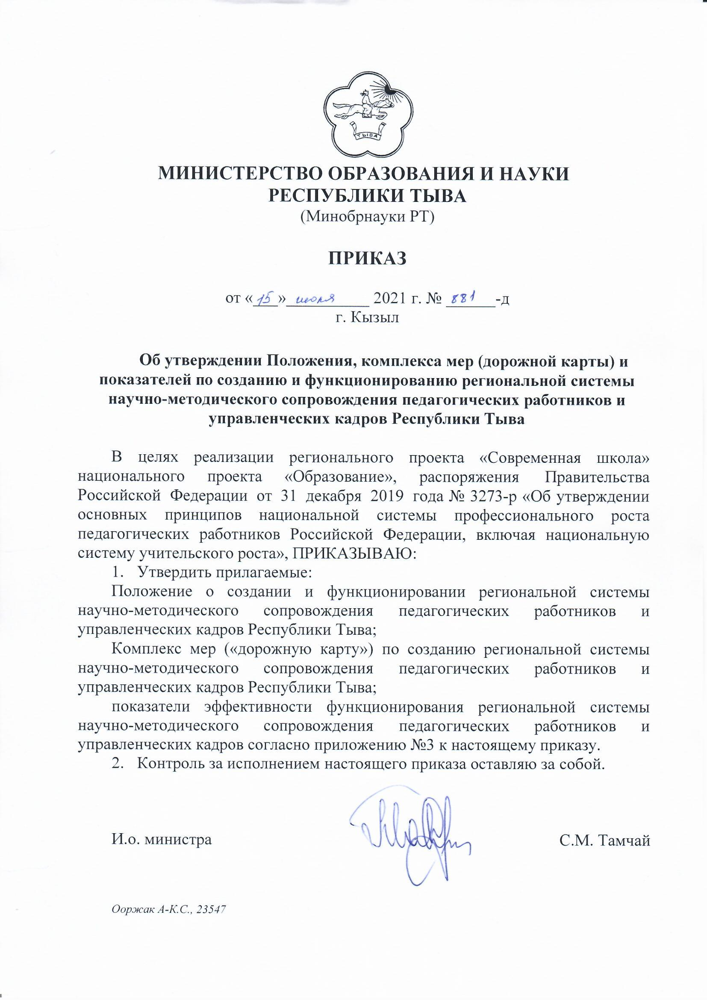 ТЫВА
МИНИСТЕРСТВО ОБРАЗОВАНИЯ И НАУКИ
РЕСПУБЛИКИ ТЫВА
(Минобрнауки РТ)
ПРИКАЗ
от «15» июля 2021 г. № 881-д
г. Кызыл
Об утверждении Положения, комплекса мер (дорожной карты) и
показателей по созданию и функционированию региональной системы
научно-методического сопровождения педагогических работников и
управленческих кадров Республики Тыва
В целях реализации регионального проекта «Современная школа»
национального проекта «Образование», распоряжения Правительства
Российской Федерации от 31 декабря 2019 года № 3273-р «Об утверждении
основных принципов национальной системы профессионального роста
педагогических работников Российской Федерации, включая национальную
систему учительского роста», ПРИКАЗЫВАЮ:
1. Утвердить прилагаемые:
Положение о создании и функционировании региональной системы
научно-методического сопровождения педагогических работников и
управленческих кадров Республики Тыва;
Комплекс мер («дорожную карту») по созданию региональной системы
научно-методического сопровождения педагогических работников и
управленческих кадров Республики Тыва;
показатели эффективности функционирования региональной системы
научно-методического сопровождения педагогических работников и
управленческих кадров согласно приложению №3 к настоящему приказу.
2. Контроль за исполнением настоящего приказа оставляю за собой.
И.о. министра С.М. Тамчай
Ооржак А-К.С., 23547